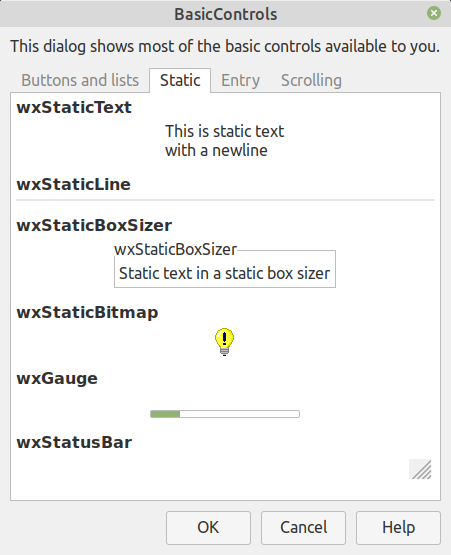 BasicControls
This dialog shows most of the basic controls available to you.
Buttons and lists Static Entry Scrolling
wxStaticText
This is static text
with a newline
wxStaticLine
wxStaticBoxSizer
wxStaticBoxSizer
Static text in a static box sizer
wxStaticBitmap
wxGauge
wxStatusBar
OK Cancel Help